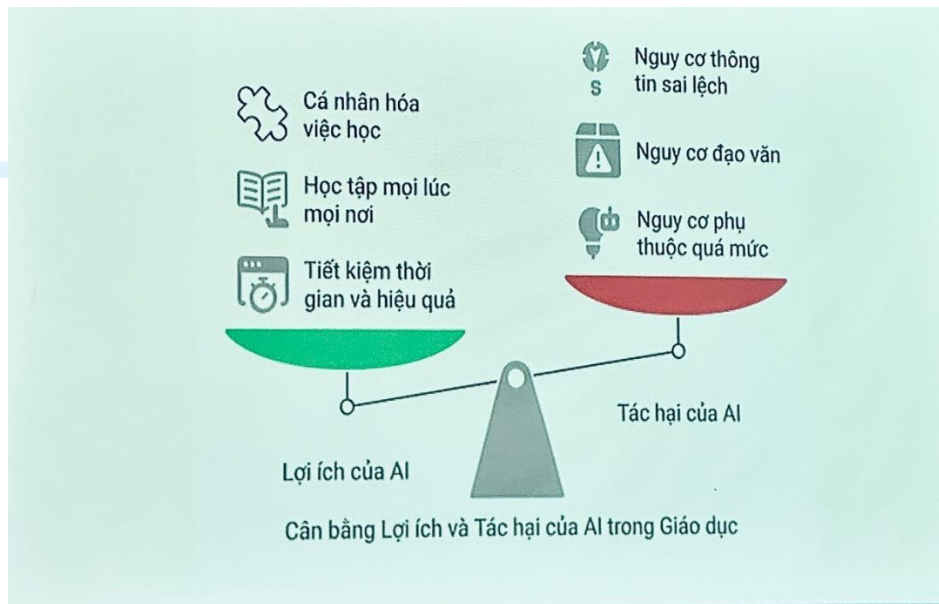 Cá nhân hóa
việc học
Học tập mọi lúc
mọi nơi
Tiết kiệm thời
gian và hiệu quả
Lợi ích của AI
S
Nguy cơ thông
tin sai lệch
Nguy cơ đạo văn
Nguy cơ phụ
thuộc quá mức
Tác hại của AI
Cân bằng Lợi ích và Tác hại của AI trong Giáo dục